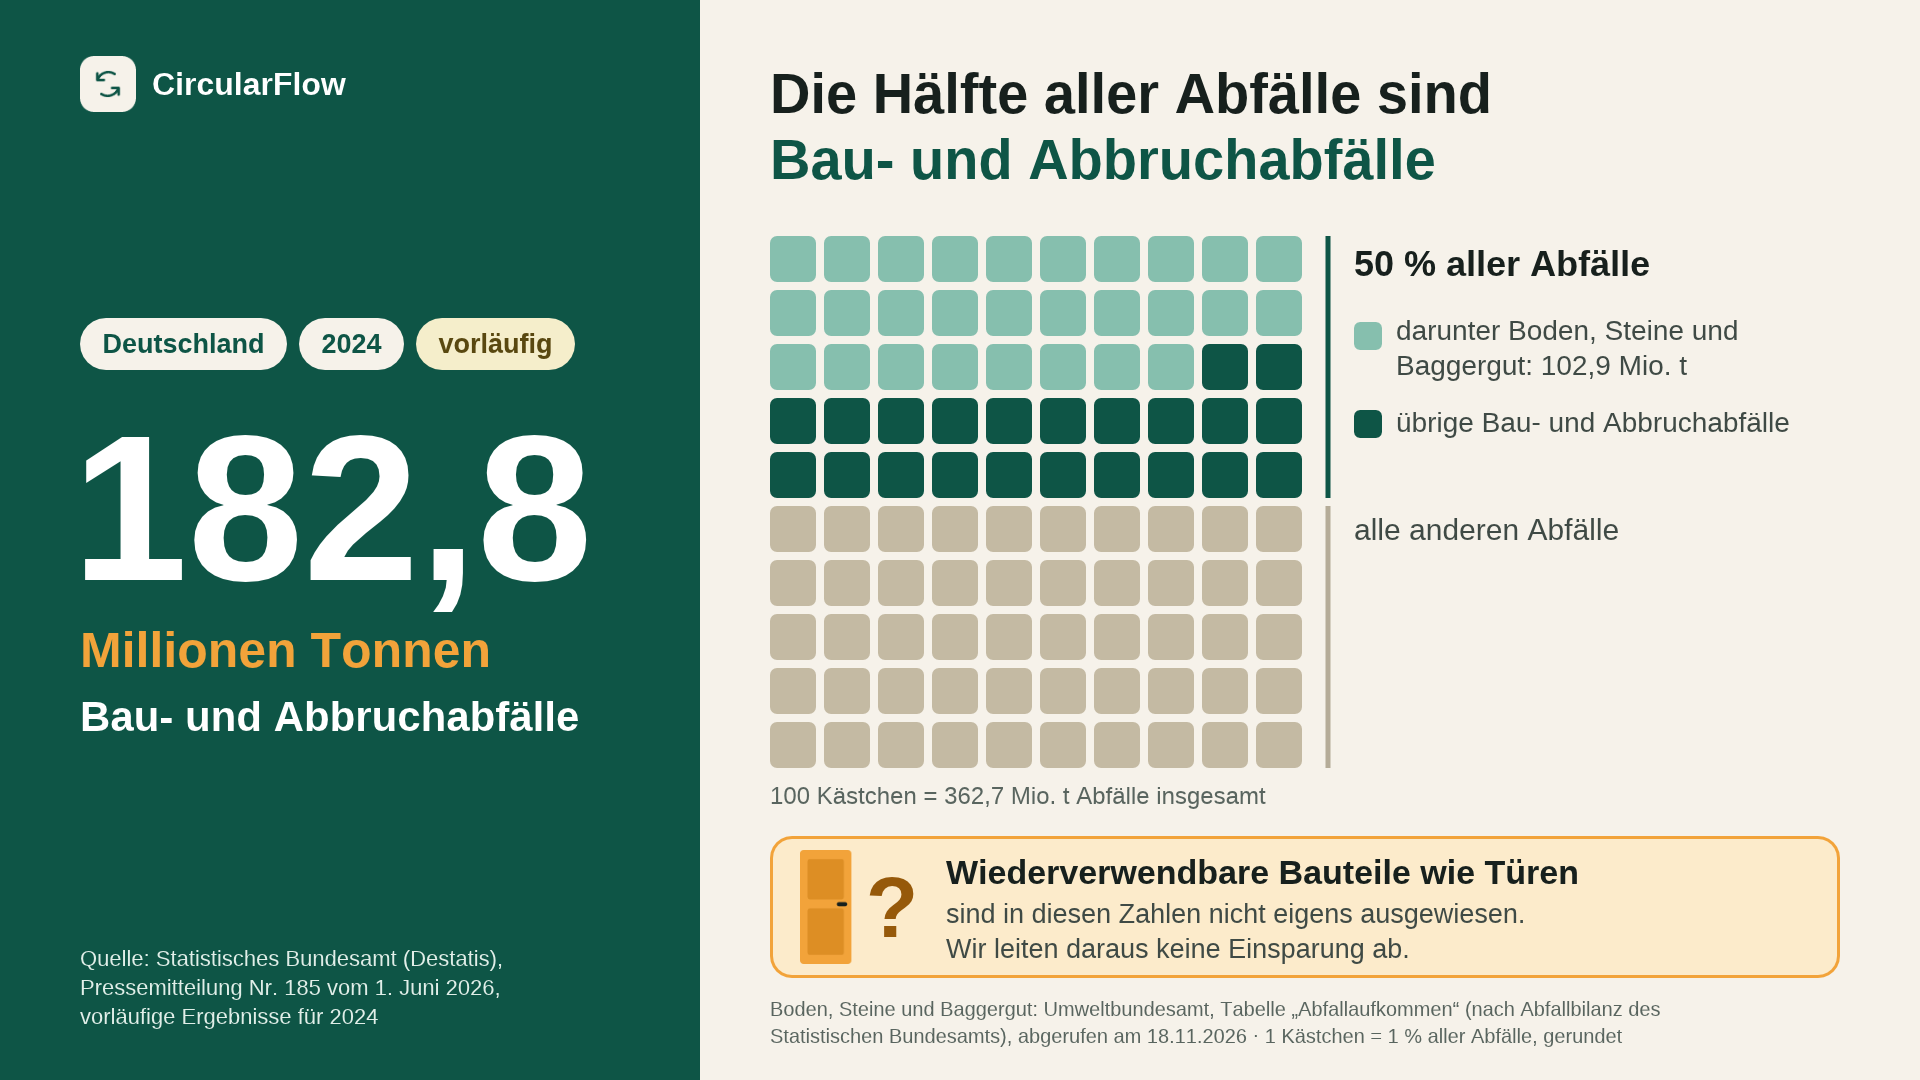 CircularFlow
Deutschland
2024
vorläufig
182,8
Millionen Tonnen
Bau- und Abbruchabfälle
Quelle: Statistisches Bundesamt (Destatis),
Pressemitteilung Nr. 185 vom 1. Juni 2026,
vorläufige Ergebnisse für 2024
Die Hälfte aller Abfälle sind
Bau- und Abbruchabfälle
50 % aller Abfälle
darunter Boden, Steine und
Baggergut: 102,9 Mio. t
übrige Bau- und Abbruchabfälle
alle anderen Abfälle
100 Kästchen = 362,7 Mio. t Abfälle insgesamt
?
Wiederverwendbare Bauteile wie Türen
sind in diesen Zahlen nicht eigens ausgewiesen.
Wir leiten daraus keine Einsparung ab.
Boden, Steine und Baggergut: Umweltbundesamt, Tabelle „Abfallaufkommen“ (nach Abfallbilanz des
Statistischen Bundesamts), abgerufen am 18.11.2026 · 1 Kästchen = 1 % aller Abfälle, gerundet